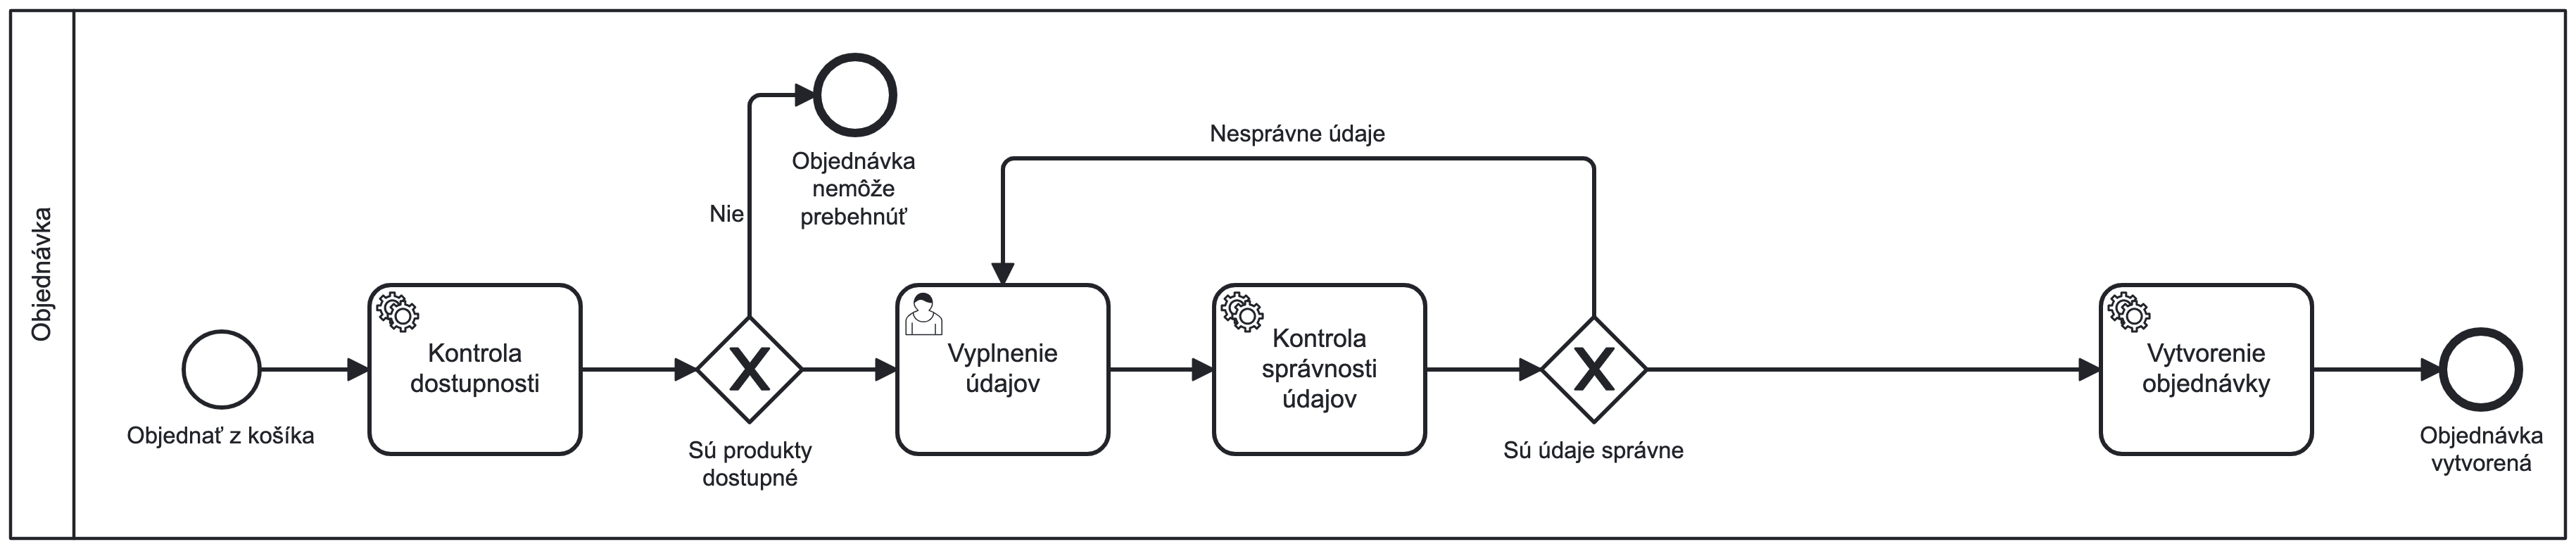 Objednávka
Objednať z košíka
Kontrola
dostupnosti
Sú produkty
dostupné
Nie
Objednávka
nemôže
prebehnúť
Vyplnenie
údajov
Kontrola
správnosti
údajov
Sú údaje správne
Nesprávne údaje
Vytvorenie
objednávky
Objednávka
vytvorená